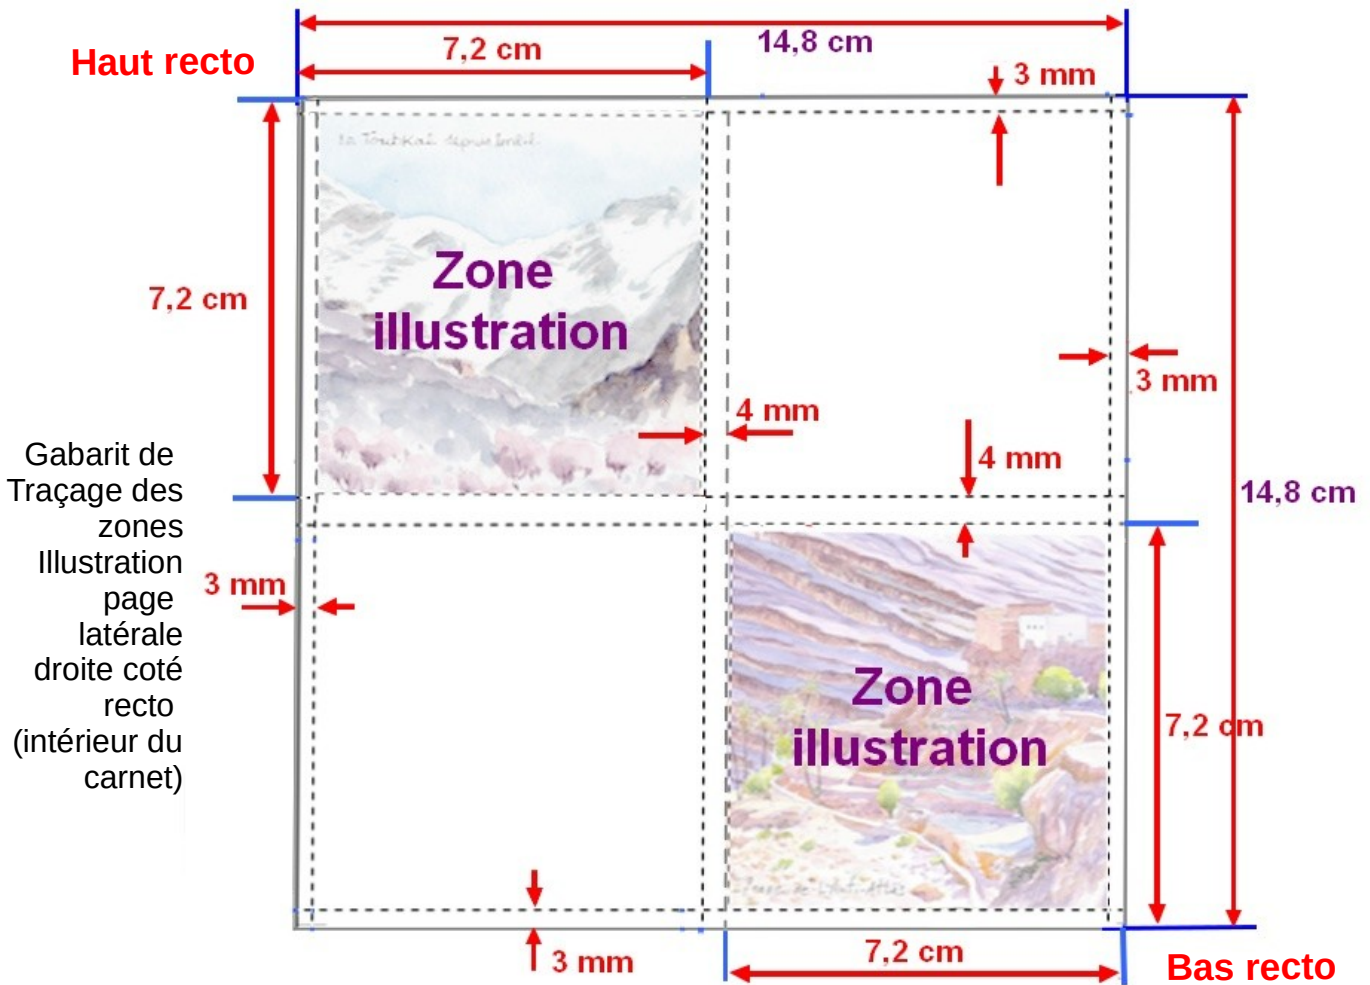 14,8 cm
7,2 cm
Haut recto
3 mm
Zone
illustration
7,2 cm
3 mm
4 mm
4 mm
14,8 cm
Gabarit de
Traçage des
zones
Illustration
page
latérale
droite coté
recto
(intérieur du
carnet)
3 mm
Zone
illustration
7,2 cm
3 mm
7,2 cm
Bas recto